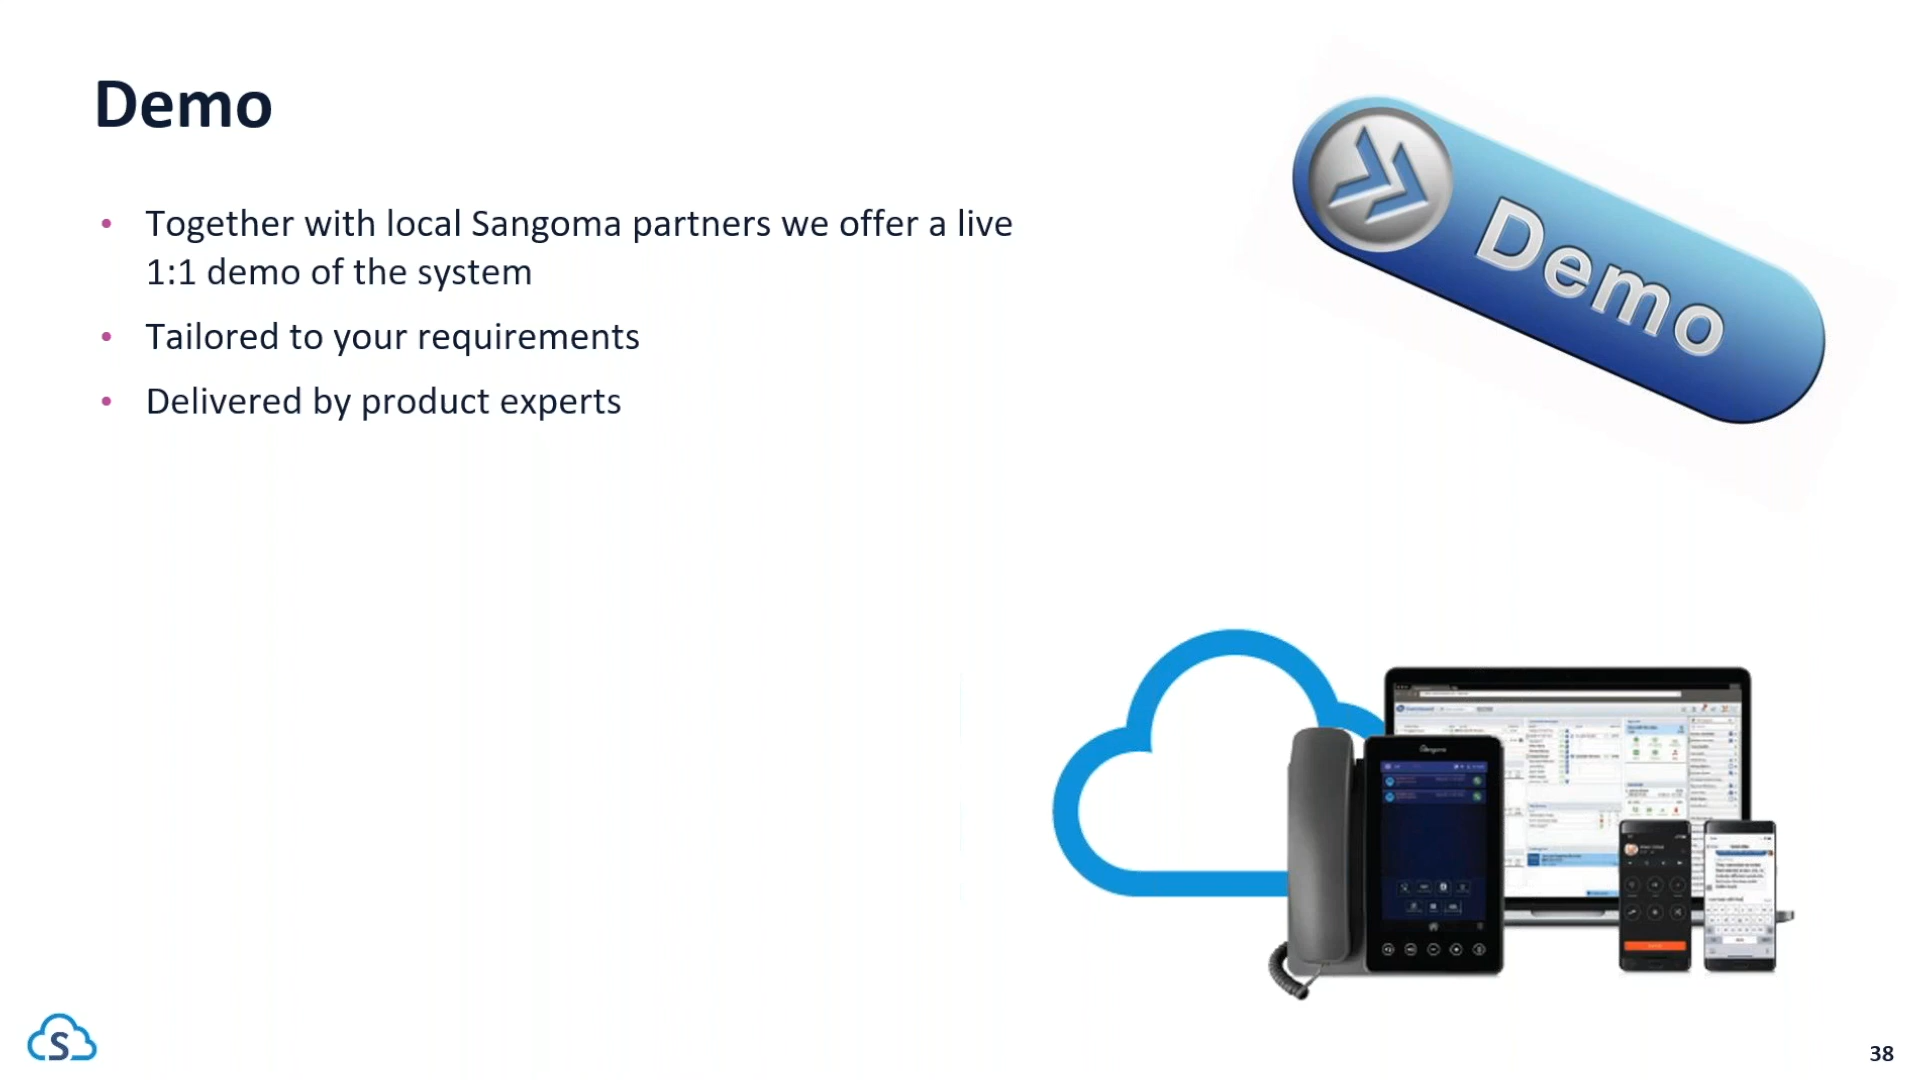 Demo
• Together with local Sangoma partners we offer a live
1:1 demo of the system
• Tailored to your requirements
• Delivered by product experts
Demo
Sangoma
S
38